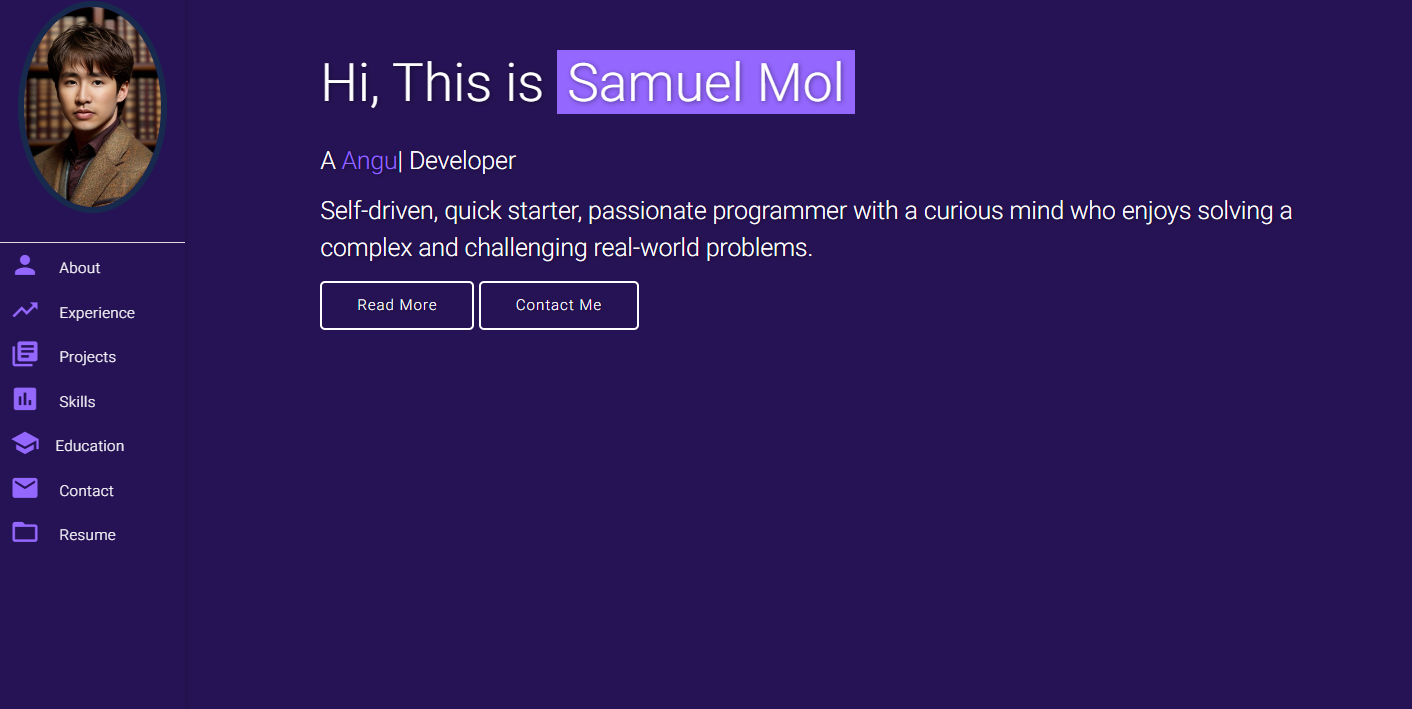 Hi, This is Samuel Mol
A Angu| Developer
Self-driven, quick starter, passionate programmer with a curious mind who enjoys solving a
complex and challenging real-world problems.
Read More Contact Me
About
Experience
Projects
Skills
Education
Contact
Resume